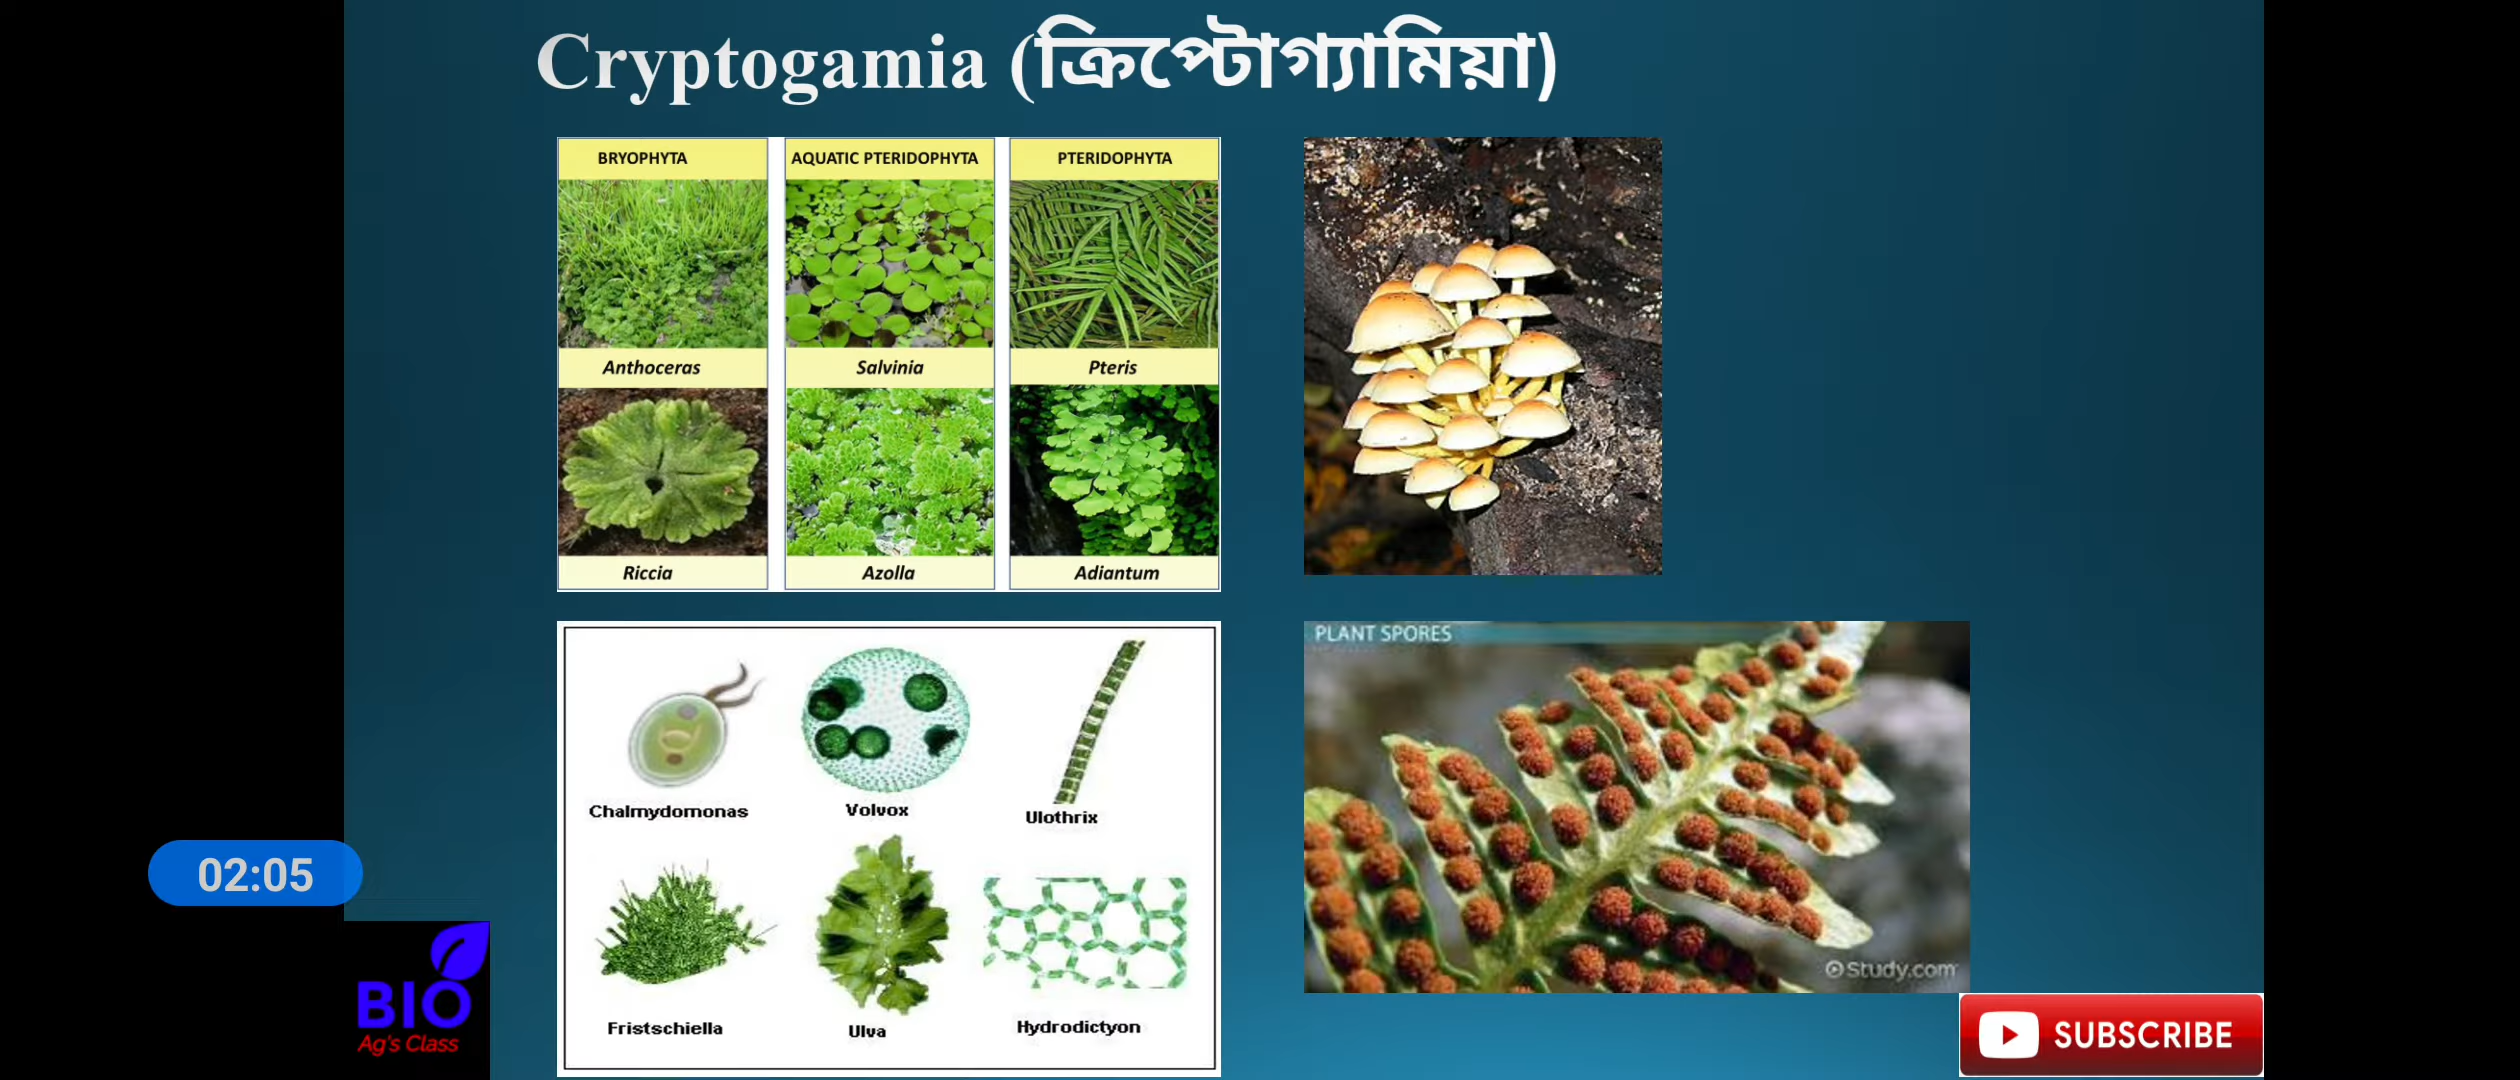 Cryptogamia (ক্রিপ্টোগ্যামিয়া)
BRYOPHYTA
AQUATIC PTERIDOPHYTA
PTERIDOPHYTA
Anthoceras
Salvinia
Pteris
Riccia
Azolla
Adiantum
PLANT SPORES
Chalmydomonas
Volvox
Ulothrix
Fristschiella
Ulva
Hydrodictyon
Study.com
02:05
BIO
Ag's Class
SUBSCRIBE